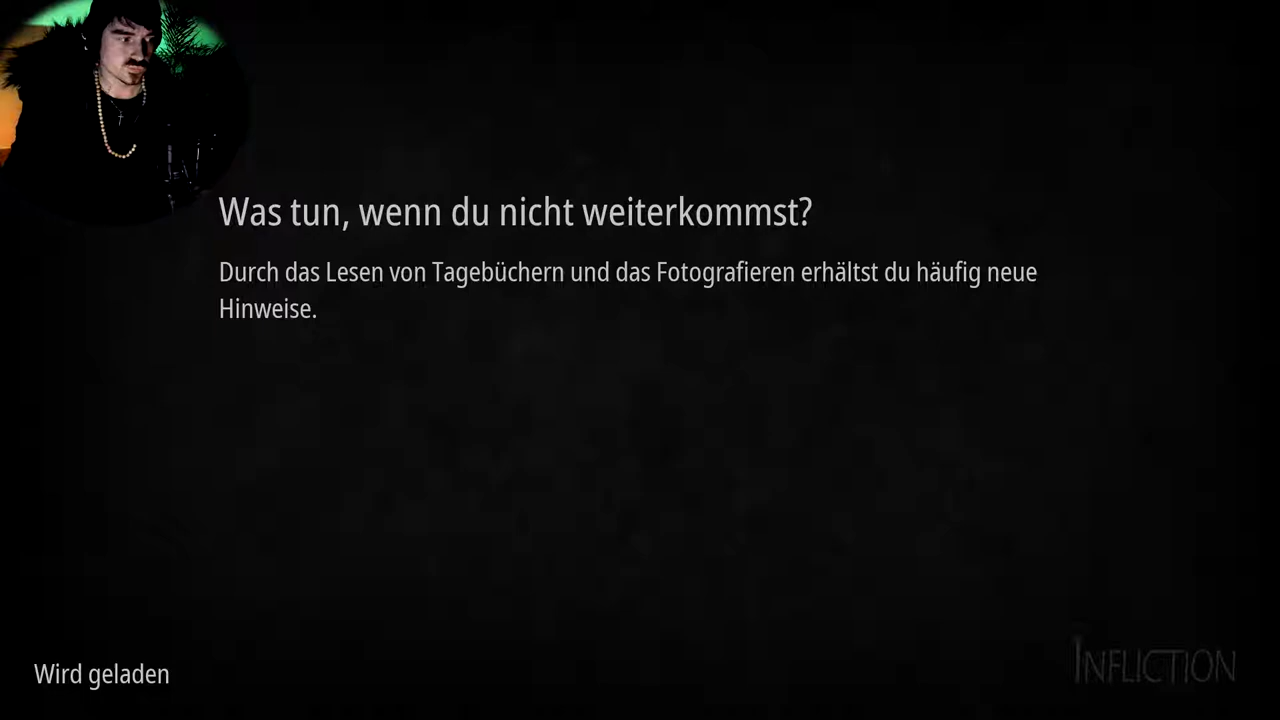 Was tun, wenn du nicht weiterkommst?
Durch das Lesen von Tagebüchern und das Fotografieren erhältst du häufig neue
Hinweise.
Wird geladen
INFLICTION